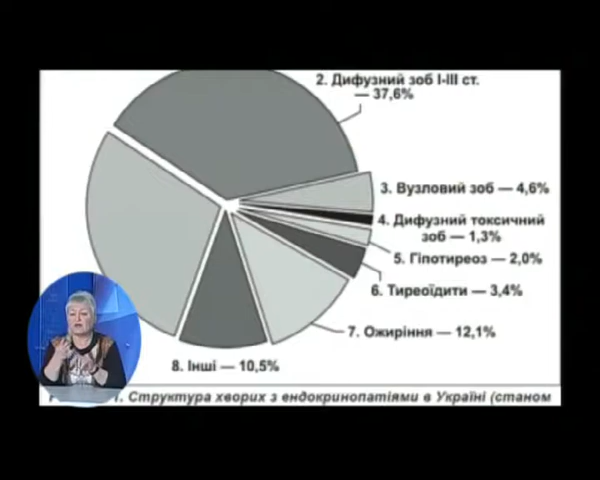 2. Дифузний зоб І-ІІІ ст.
— 37,6%
3. Вузловий зоб — 4,6%
4. Дифузний токсичний
зоб — 1,3%
5. Гіпотиреоз — 2,0%
6. Тиреоїдити — 3,4%
7. Ожиріння — 12,1%
8. Інші — 10,5%
1. Структура хворих з ендокринопатіями в Україні (станом